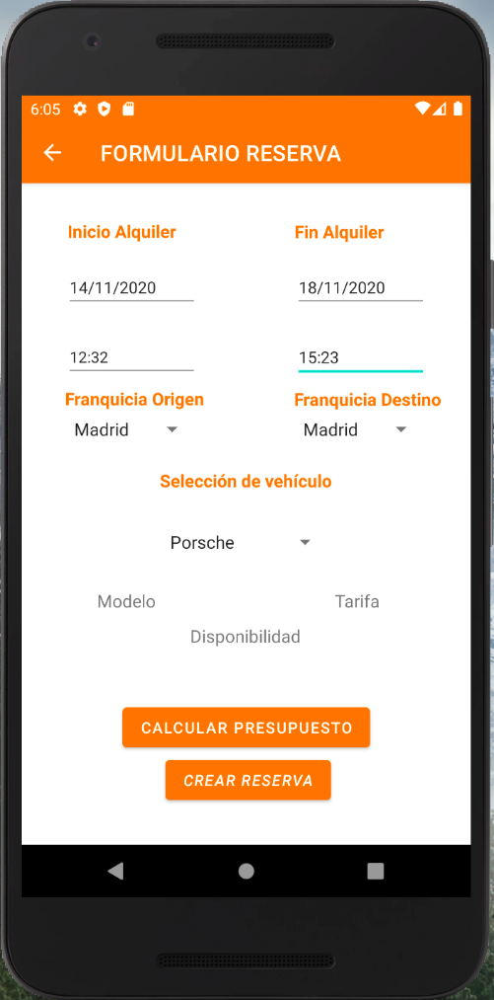 6:05
FORMULARIO RESERVA
Inicio Alquiler Fin Alquiler
14/11/2020 18/11/2020
12:32 15:23
Franquicia Origen Franquicia Destino
Madrid Madrid
Selección de vehículo
Porsche
Modelo Tarifa
Disponibilidad
CALCULAR PRESUPUESTO
CREAR RESERVA